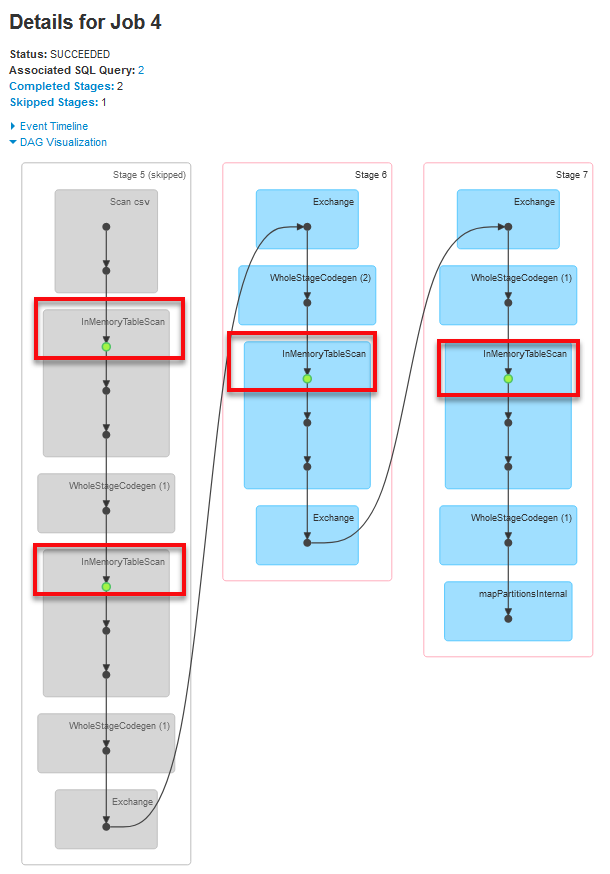 Details for Job 4
Status: SUCCEEDED
Associated SQL Query: 2
Completed Stages: 2
Skipped Stages: 1
Event Timeline
DAG Visualization
Stage 5 (skipped)
Scan csv
InMemoryTableScan
WholeStageCodegen (1)
InMemoryTableScan
WholeStageCodegen (1)
Exchange
Stage 6
Exchange
WholeStageCodegen (2)
InMemoryTableScan
Exchange
Stage 7
Exchange
WholeStageCodegen (1)
InMemoryTableScan
WholeStageCodegen (1)
mapPartitionsInternal